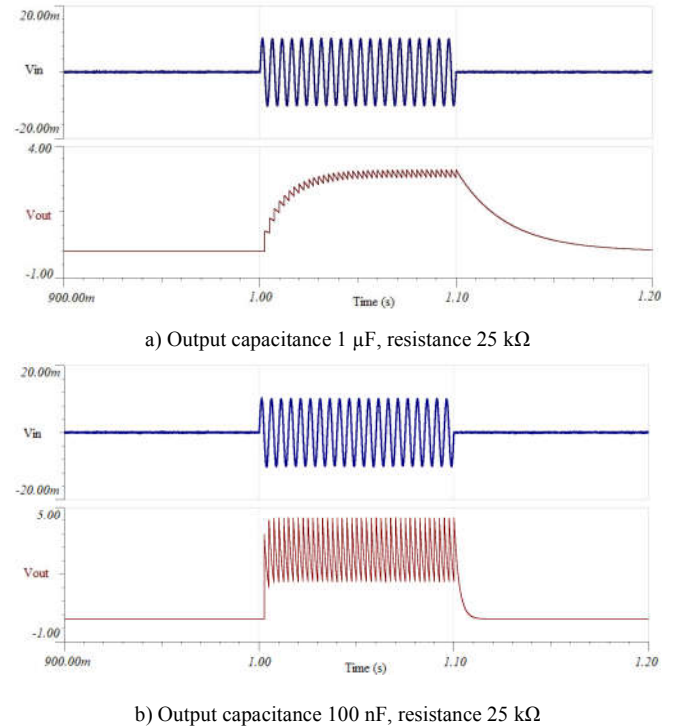 20.00m
Vin
-20.00m
4.00
Vout
-1.00
900.00m 1.00 Time (s) 1.10 1.20
a) Output capacitance 1 µF, resistance 25 kΩ
20.00m
Vin
-20.00m
5.00
Vout
-1.00
900.00m 1.00 Time (s) 1.10 1.20
b) Output capacitance 100 nF, resistance 25 kΩ